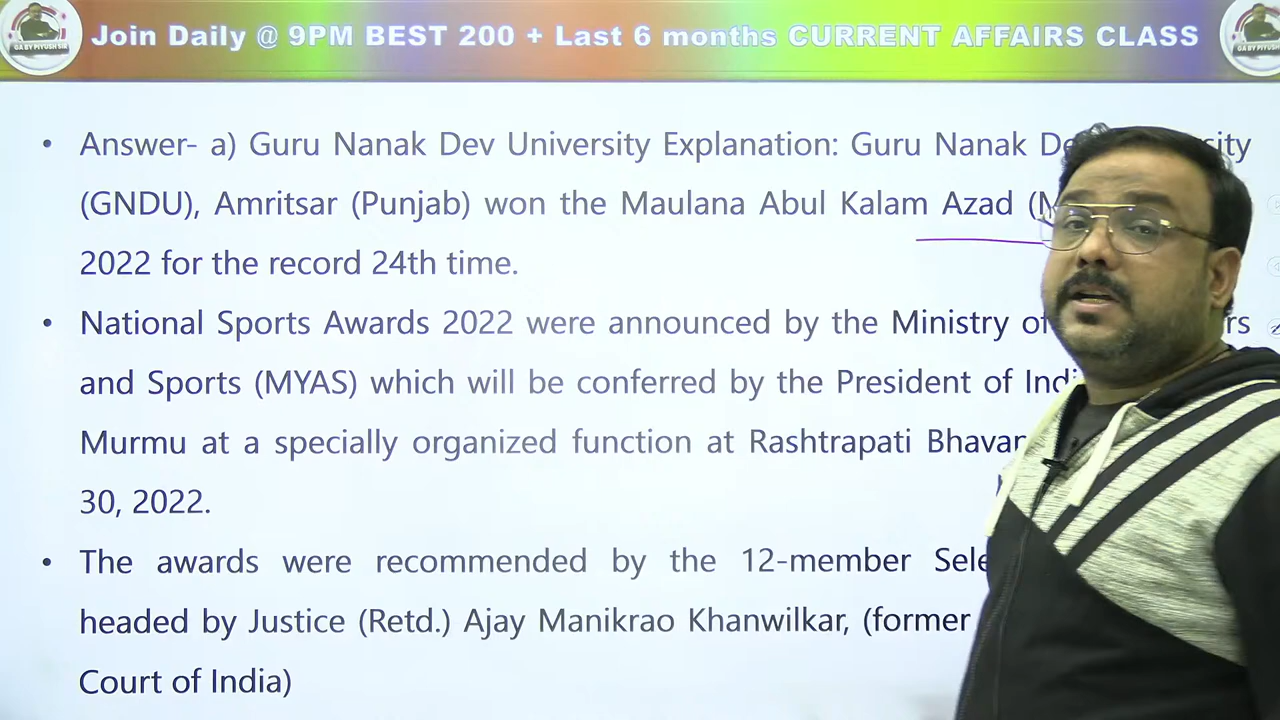 Join Daily @ 9PM BEST 200 + Last 6 months CURRENT AFFAIRS CLASS
GA BY PIYUSH SIR
• Answer- a) Guru Nanak Dev University Explanation: Guru Nanak
(GNDU), Amritsar (Punjab) won the Maulana Abul Kalam Azad
2022 for the record 24th time.
• National Sports Awards 2022 were announced by the Ministry of
and Sports (MYAS) which will be conferred by the President of
Murmu at a specially organized function at Rashtrapati
30, 2022.
• The awards were recommended by the 12-member
headed by Justice (Retd.) Ajay Manikrao Khanwilkar, (former
Court of India)